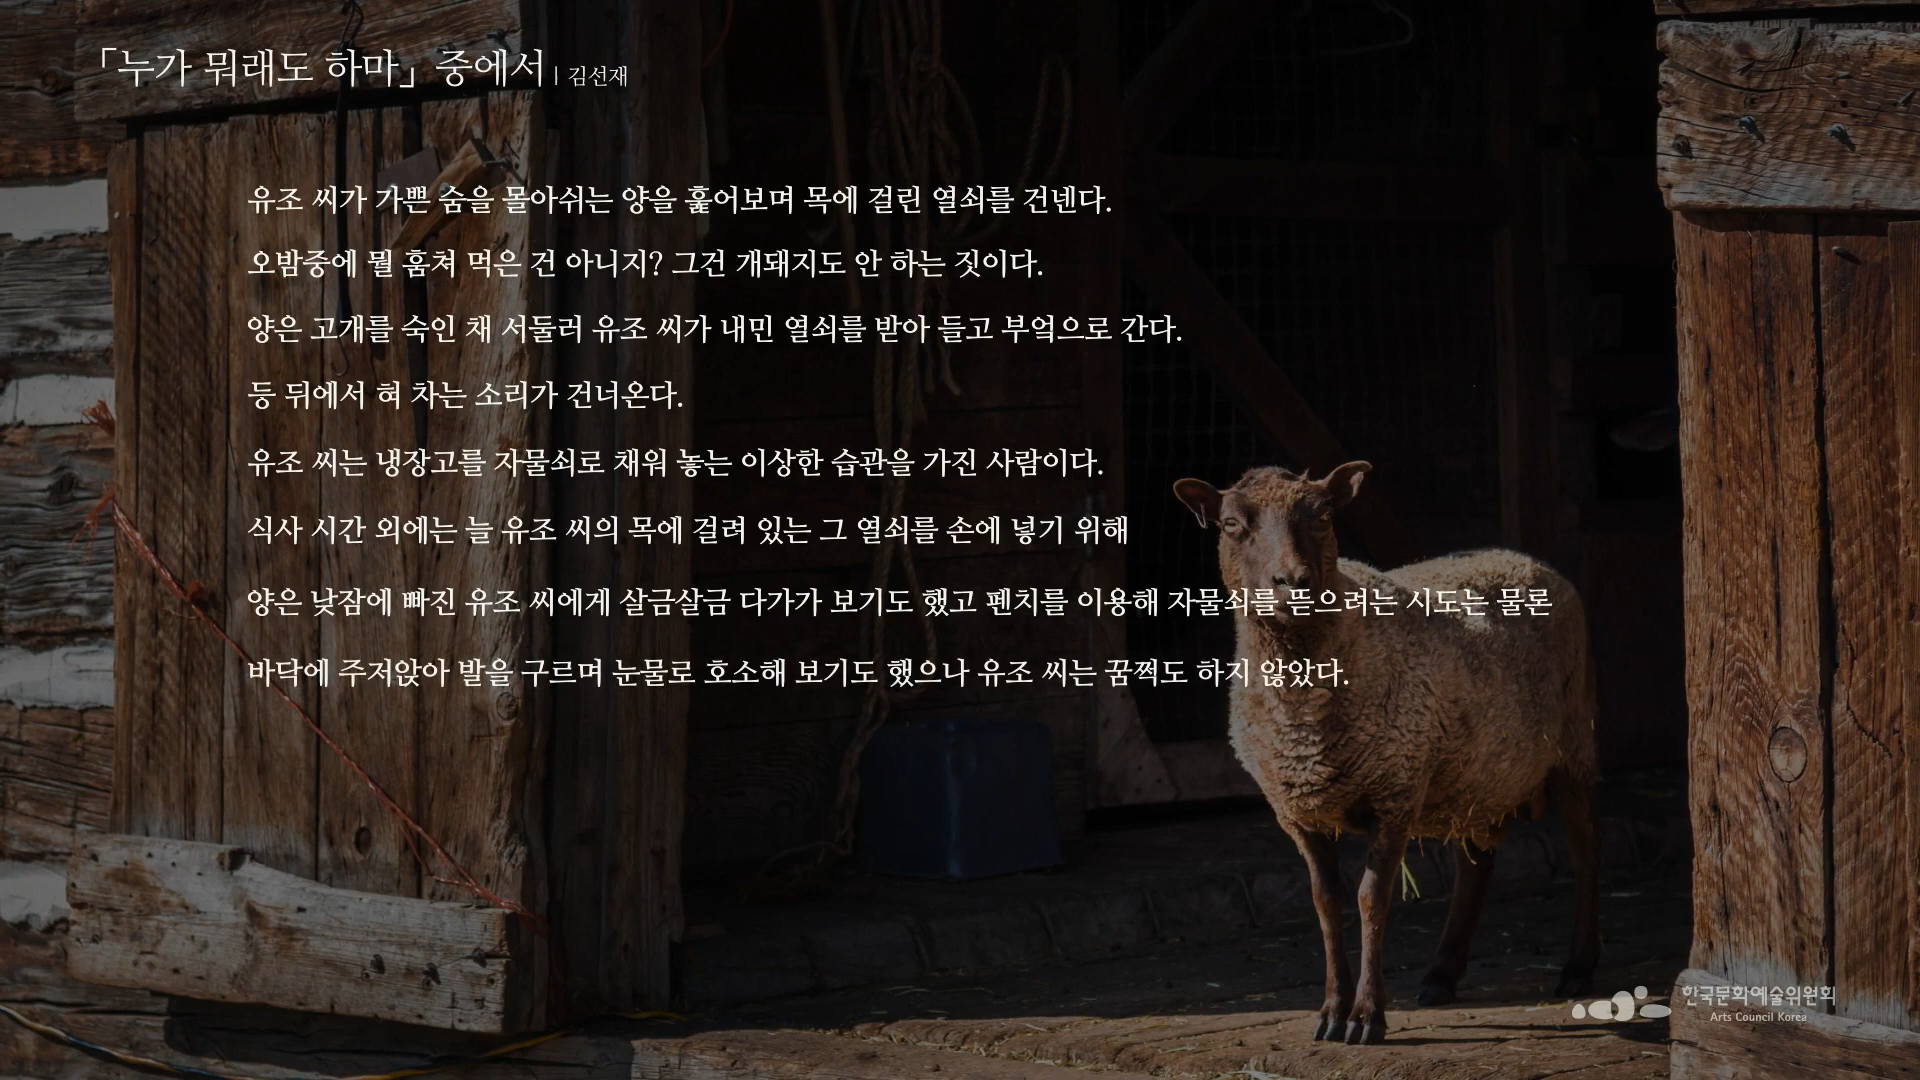 「누가 뭐래도 하마」 중에서 | 김선재
유조 씨가 가쁜 숨을 몰아쉬는 양을 훑어보며 목에 걸린 열쇠를 건넨다.
오밤중에 뭘 훔쳐 먹은 건 아니지? 그건 개돼지도 안 하는 짓이다.
양은 고개를 숙인 채 서둘러 유조 씨가 내민 열쇠를 받아 들고 부엌으로 간다.
등 뒤에서 혀 차는 소리가 건너온다.
유조 씨는 냉장고를 자물쇠로 채워 놓는 이상한 습관을 가진 사람이다.
식사 시간 외에는 늘 유조 씨의 목에 걸려 있는 그 열쇠를 손에 넣기 위해
양은 낮잠에 빠진 유조 씨에게 살금살금 다가가 보기도 했고 펜치를 이용해 자물쇠를 뜯으려는 시도는 물론
바닥에 주저앉아 발을 구르며 눈물로 호소해 보기도 했으나 유조 씨는 꿈쩍도 하지 않았다.
한국문화예술위원회
Arts Council Korea